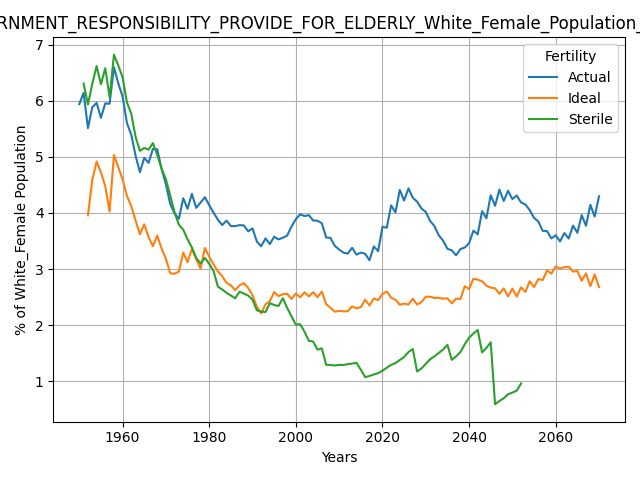 RNMENT_RESPONSIBILITY_PROVIDE_FOR_ELDERLY_White_Female_Population_
Fertility
Actual
Ideal
Sterile
% of White_Female Population
7
6
5
4
3
2
1
1960 1980 2000 2020 2040 2060
Years